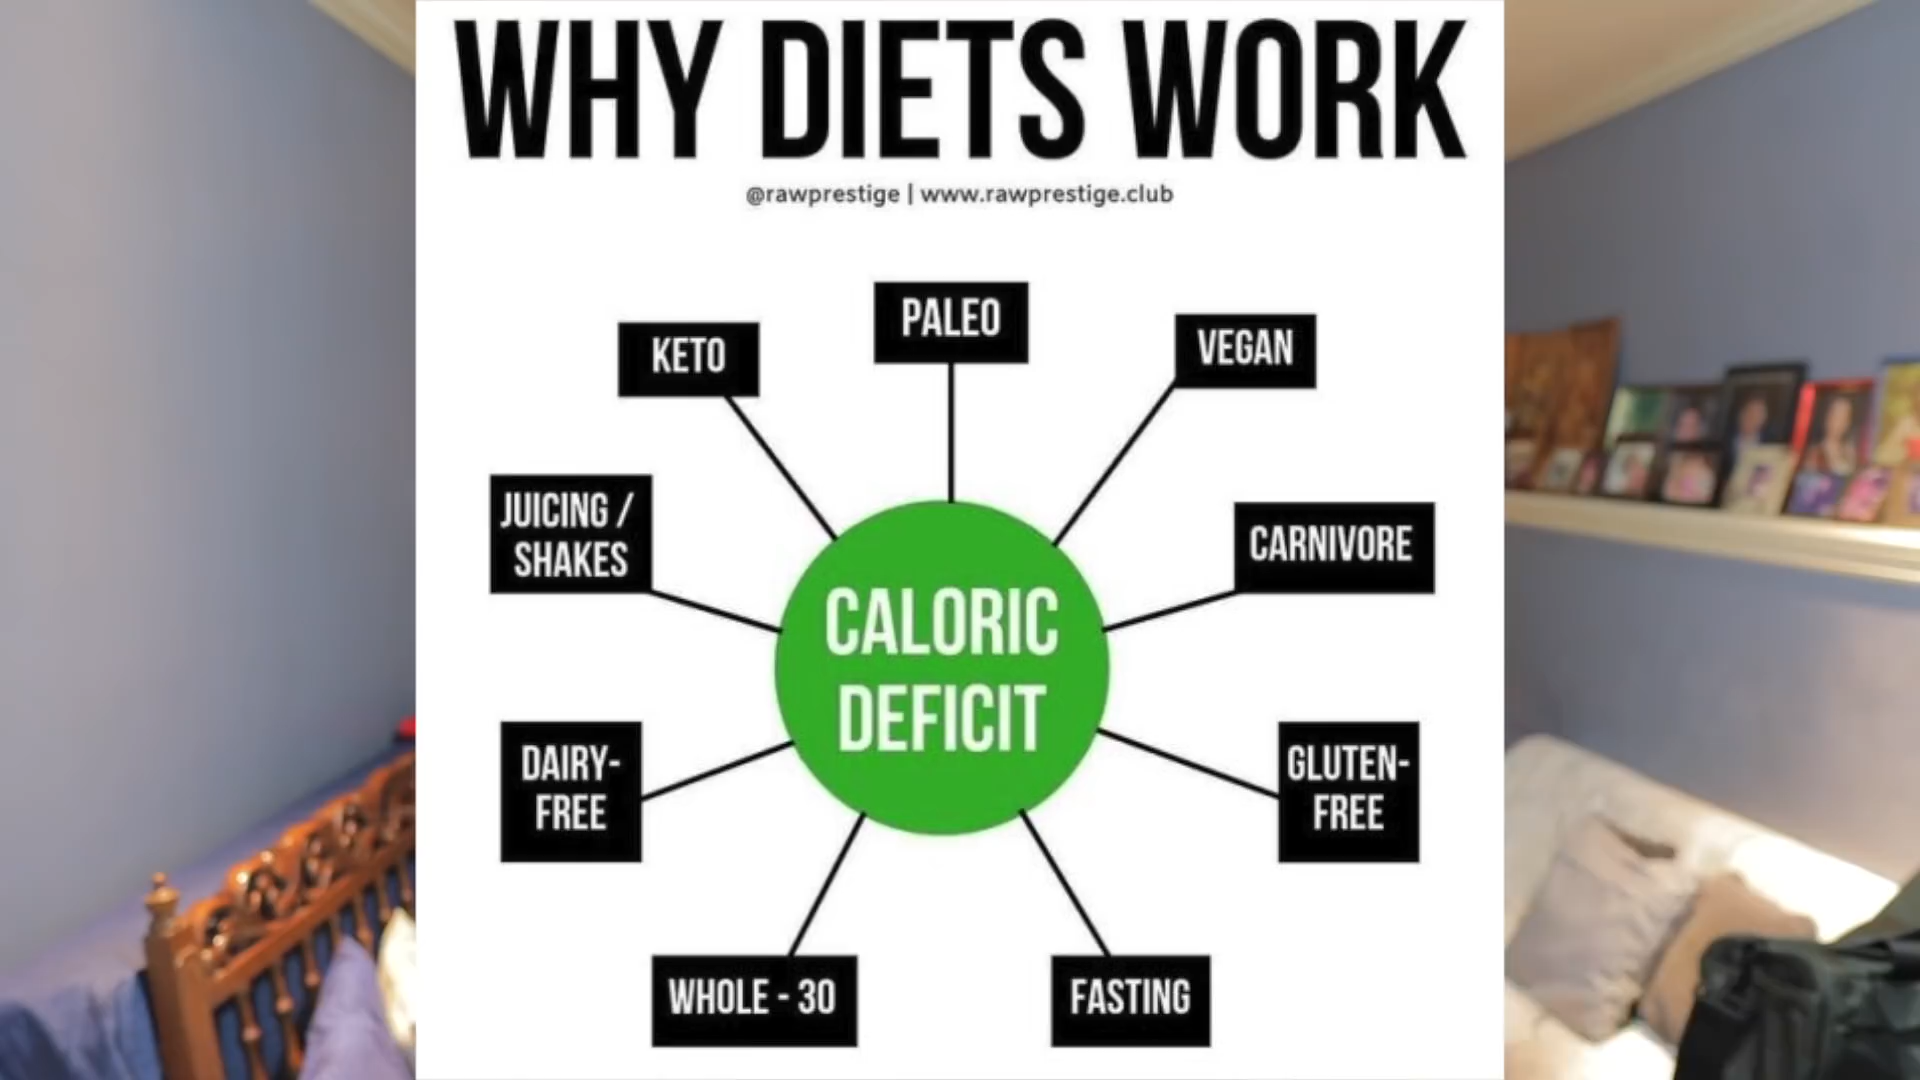 WHY DIETS WORK
@rawprestige | www.rawprestige.club
PALEO
KETO
VEGAN
JUICING /
SHAKES
CARNIVORE
CALORIC
DEFICIT
DAIRY-
FREE
GLUTEN-
FREE
WHOLE - 30
FASTING